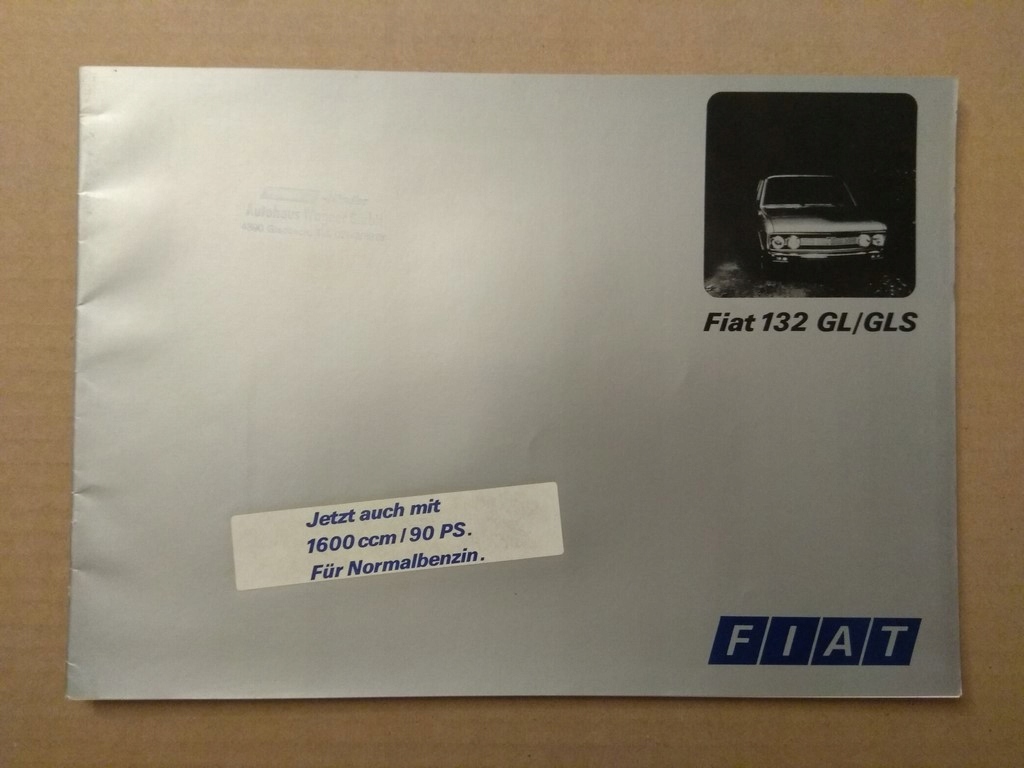 Fiat 132 GL/GLS
Jetzt auch mit
1600 ccm / 90 PS.
Für Normalbenzin.
FIAT